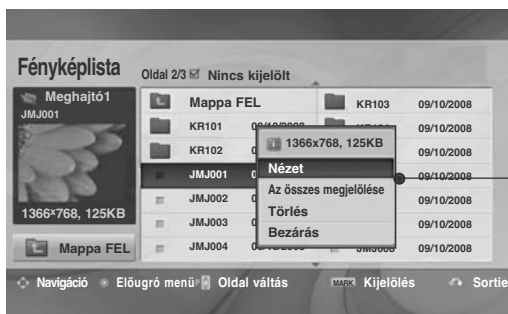 Fényképlista
Oldal 2/3 Nincs kijelölt
Meghajtó1
JMJ001
1366x768, 125KB
Mappa FEL
Mappa FEL
KR103 09/10/2008
KR101
09/10/2008
KR102
09/10/2008
JMJ001
09/10/2008
JMJ002
09/10/2008
JMJ003
09/10/2008
JMJ004
09/10/2008
1366x768, 125KB
Nézet
Az összes megjelölése
Törlés
Bezárás
Navigáció Előugró menü Oldal váltás MARK Kijelölés Sortie